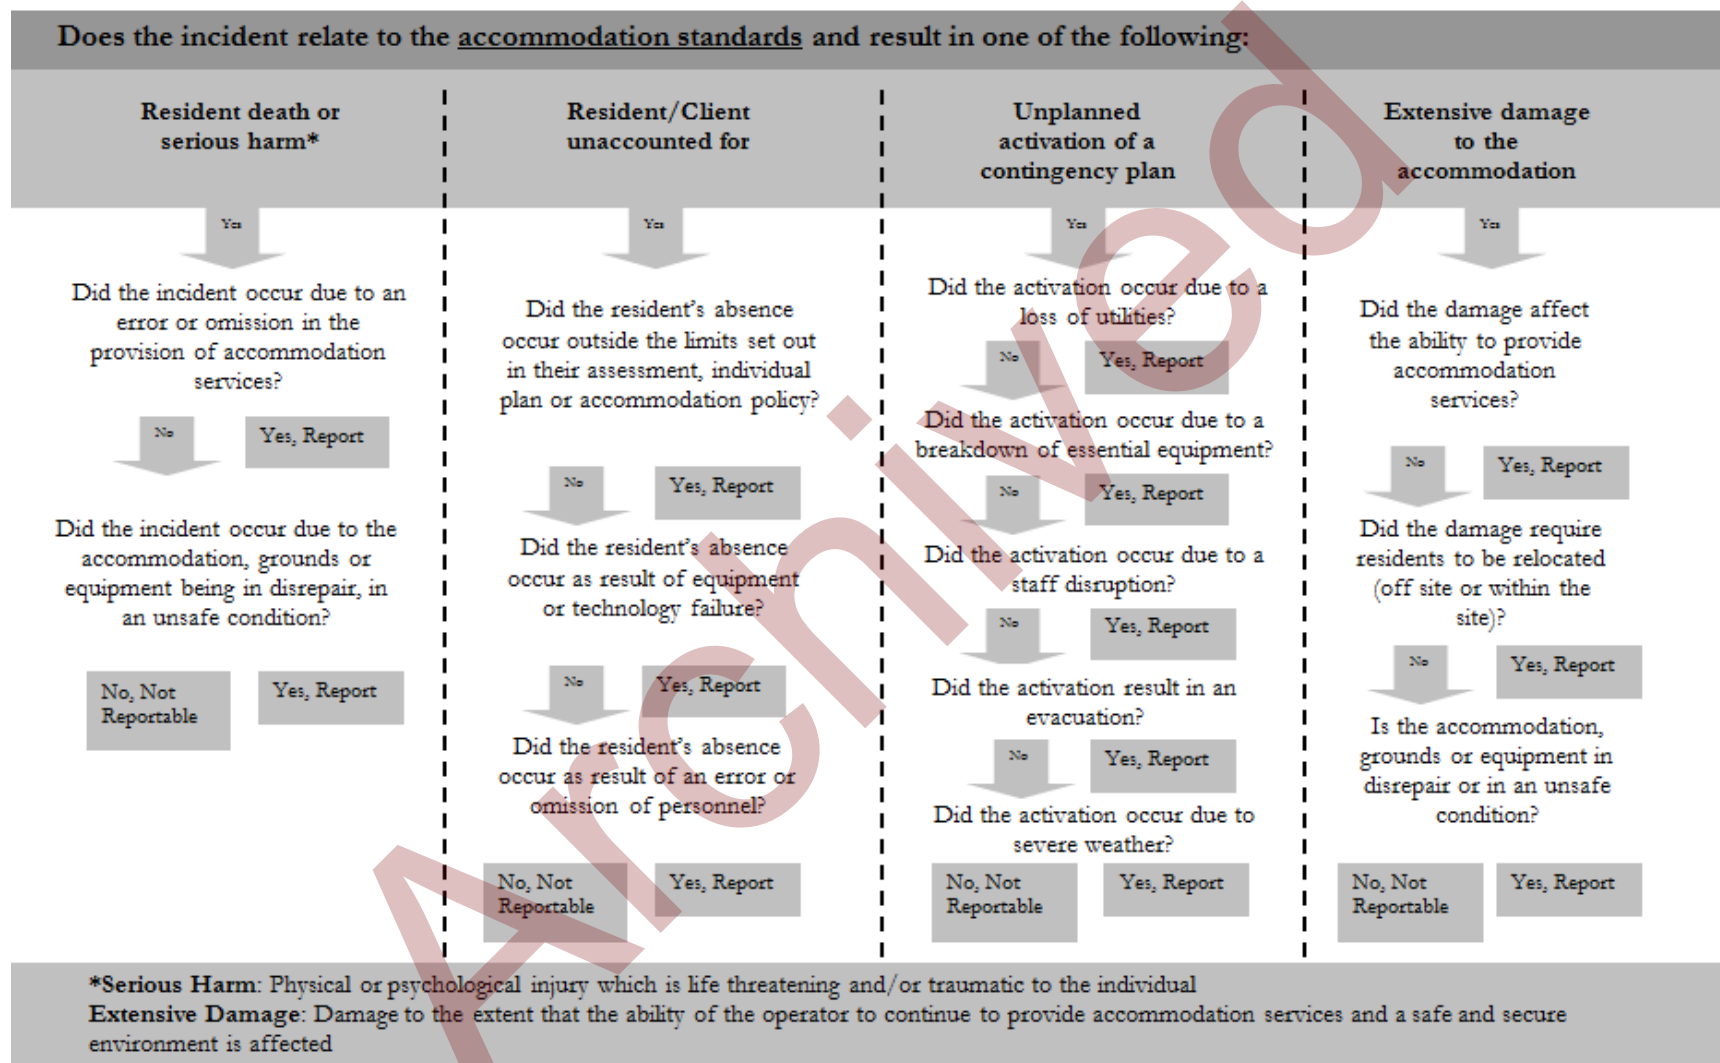 Does the incident relate to the accommodation standards and result in one of the following:
Resident death or
serious harm*
Yes
Did the incident occur due to an
error or omission in the
provision of accommodation
services?
No
Yes, Report
Did the incident occur due to the
accommodation, grounds or
equipment being in disrepair, in
an unsafe condition?
No, Not
Reportable
Yes, Report
Resident/Client
unaccounted for
Yes
Did the resident's absence
occur outside the limits set out
in their assessment, individual
plan or accommodation policy?
No
Yes, Report
Did the resident's absence
occur as result of equipment
or technology failure?
No
Yes, Report
Did the resident's absence
occur as result of an error or
omission of personnel?
No, Not
Reportable
Yes, Report
Unplanned
activation of a
contingency plan
Yes
Did the activation occur due to a
loss of utilities?
No
Yes, Report
Did the activation occur due to a
breakdown of essential equipment?
No
Yes, Report
Did the activation occur due to a
staff disruption?
No
Yes, Report
Did the activation result in an
evacuation?
No
Yes, Report
Did the activation occur due to
severe weather?
No, Not
Reportable
Yes, Report
Extensive damage
to the
accommodation
Yes
Did the damage affect
the ability to provide
accommodation
services?
No
Yes, Report
Did the damage require
residents to be relocated
(off site or within the
site)?
No
Yes, Report
Is the accommodation,
grounds or equipment in
disrepair or in an unsafe
condition?
No, Not
Reportable
Yes, Report
*Serious Harm: Physical or psychological injury which is life threatening and/or traumatic to the individual
Extensive Damage: Damage to the extent that the ability of the operator to continue to provide accommodation services and a safe and secure
environment is affected
Archived